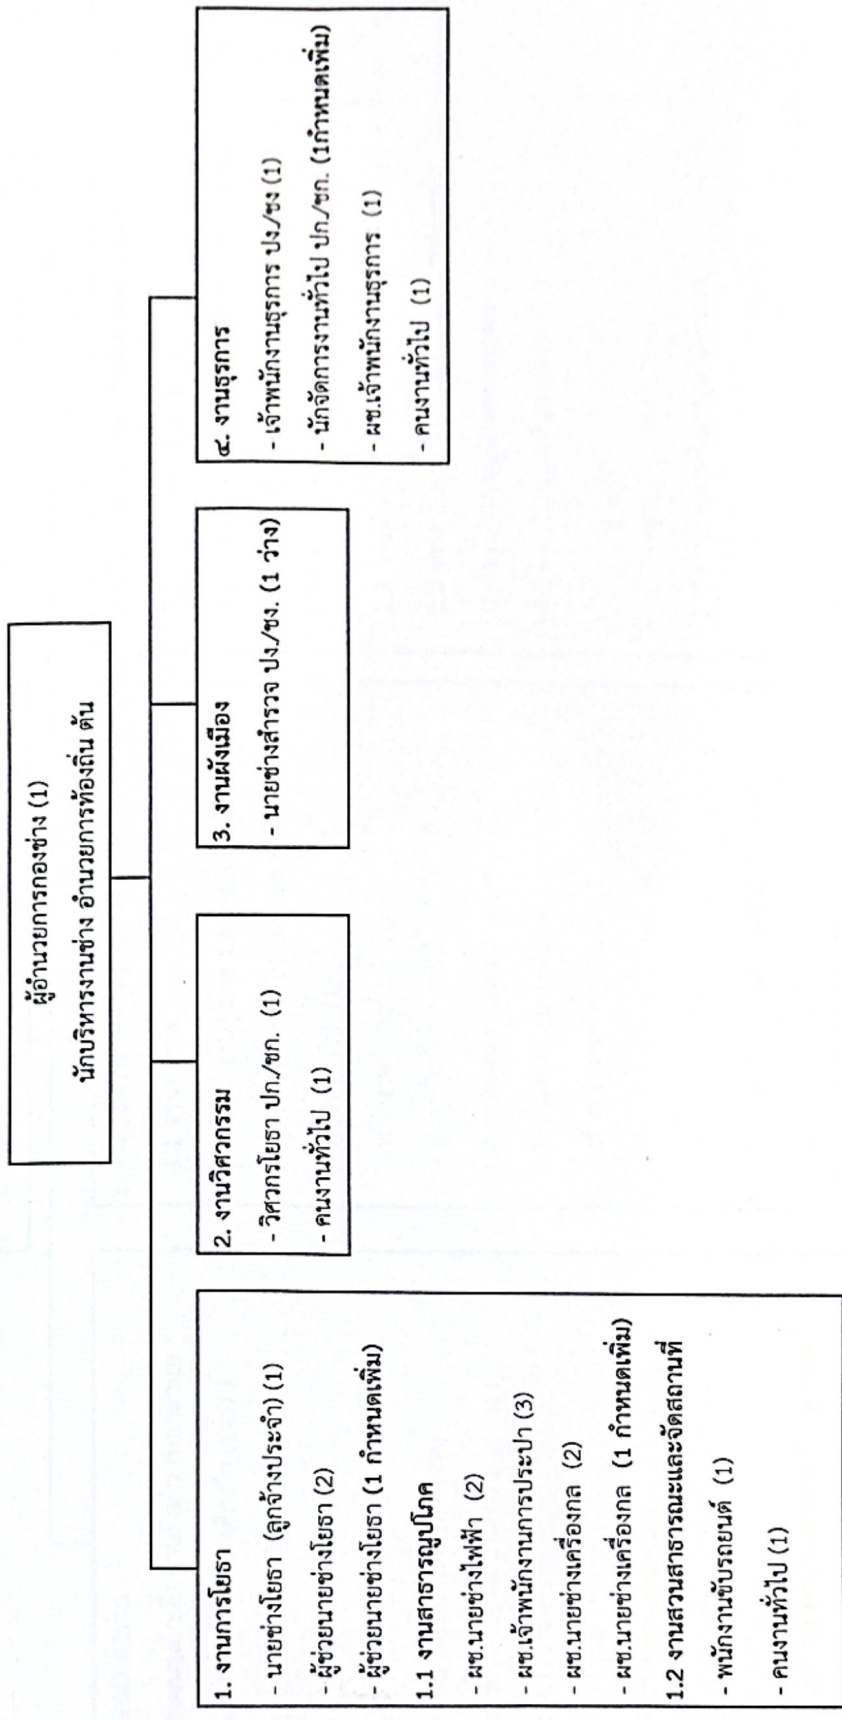 ผู้อำนวยการกองช่าง (1)
นักบริหารงานช่าง อำนวยการท้องถิ่น ต้น
1. งานการโยธา
- นายช่างโยธา (ลูกจ้างประจำ) (1)
- ผู้ช่วยนายช่างโยธา (2)
- ผู้ช่วยนายช่างโยธา (1 กำหนดเพิ่ม)
1.1 งานสาธารณูปโภค
- ผช.นายช่างไฟฟ้า (2)
- ผช.เจ้าพนักงานการประปา (3)
- ผช.นายช่างเครื่องกล (2)
- ผช.นายช่างเครื่องกล (1 กำหนดเพิ่ม)
1.2 งานสวนสาธารณะและจัดสถานที่
- พนักงานขับรถยนต์ (1)
- คนงานทั่วไป (1)
2. งานวิศวกรรม
- วิศวกรโยธา ปก./ชก. (1)
- คนงานทั่วไป (1)
3. งานผังเมือง
- นายช่างสำรวจ ปง./ชง. (1 ว่าง)
๔. งานธุรการ
- เจ้าพนักงานธุรการ ปง./ชง (1)
- นักจัดการงานทั่วไป ปก./ชก. (1กำหนดเพิ่ม)
- ผช.เจ้าพนักงานธุรการ (1)
- คนงานทั่วไป (1)